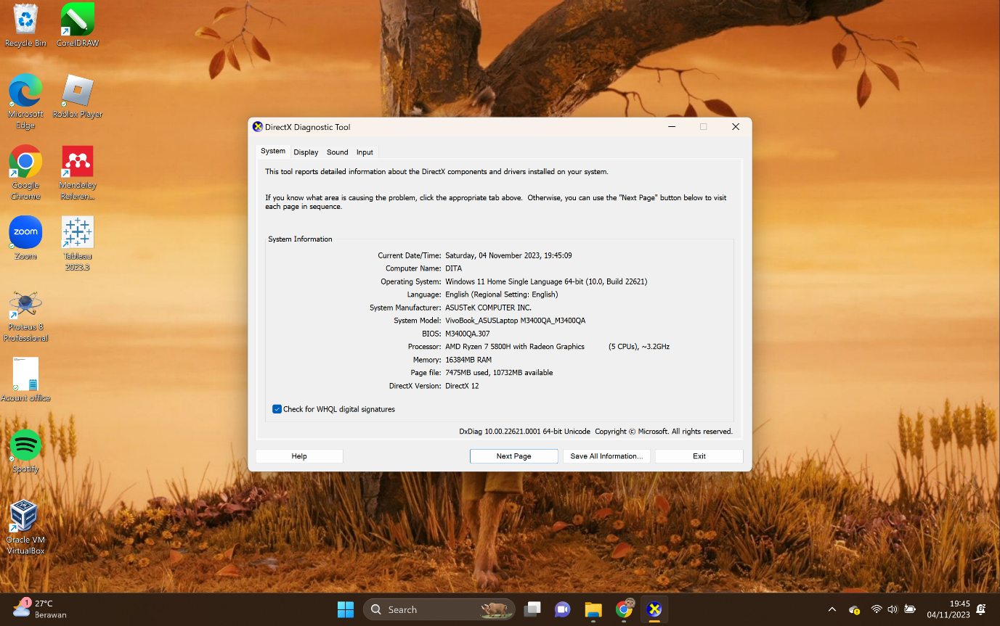 Recycle Bin
CorelDRAW
Microsoft
Edge
Roblox Player
Google
Chrome
Mendeley
Referen...
zoom
Zoom
Tableau
2023.3
Proteus 8
Professional
Acount office
Spotify
Oracle VM
VirtualBox
DirectX Diagnostic Tool
System Display Sound Input
This tool reports detailed information about the DirectX components and drivers installed on your system.
If you know what area is causing the problem, click the appropriate tab above. Otherwise, you can use the "Next Page" button below to visit
each page in sequence.
System Information
Current Date/Time: Saturday, 04 November 2023, 19:45:09
Computer Name: DITA
Operating System: Windows 11 Home Single Language 64-bit (10.0, Build 22621)
Language: English (Regional Setting: English)
System Manufacturer: ASUSTeK COMPUTER INC.
System Model: VivoBook_ASUSLaptop M3400QA_M3400QA
BIOS: M3400QA.307
Processor: AMD Ryzen 7 5800H with Radeon Graphics (5 CPUs), ~3.2GHz
Memory: 16384MB RAM
Page file: 7475MB used, 10732MB available
DirectX Version: DirectX 12
Check for WHQL digital signatures
DxDiag 10.00.22621.0001 64-bit Unicode Copyright © Microsoft. All rights reserved.
Help Next Page Save All Information... Exit
1
27°C
Berawan
Search
19:45
04/11/2023